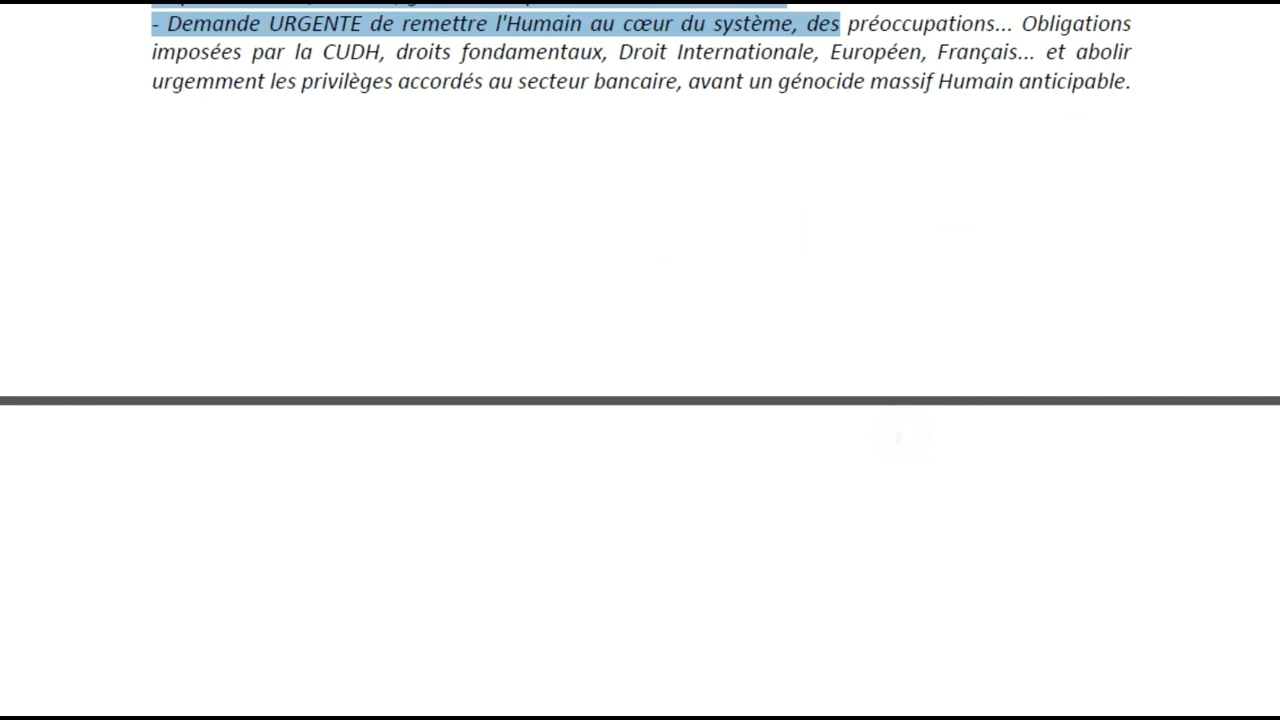 - Demande URGENTE de remettre l'Humain au cœur du système, des préoccupations... Obligations
imposées par la CUDH, droits fondamentaux, Droit Internationale, Européen, Français... et abolir
urgemment les privilèges accordés au secteur bancaire, avant un génocide massif Humain anticipable.